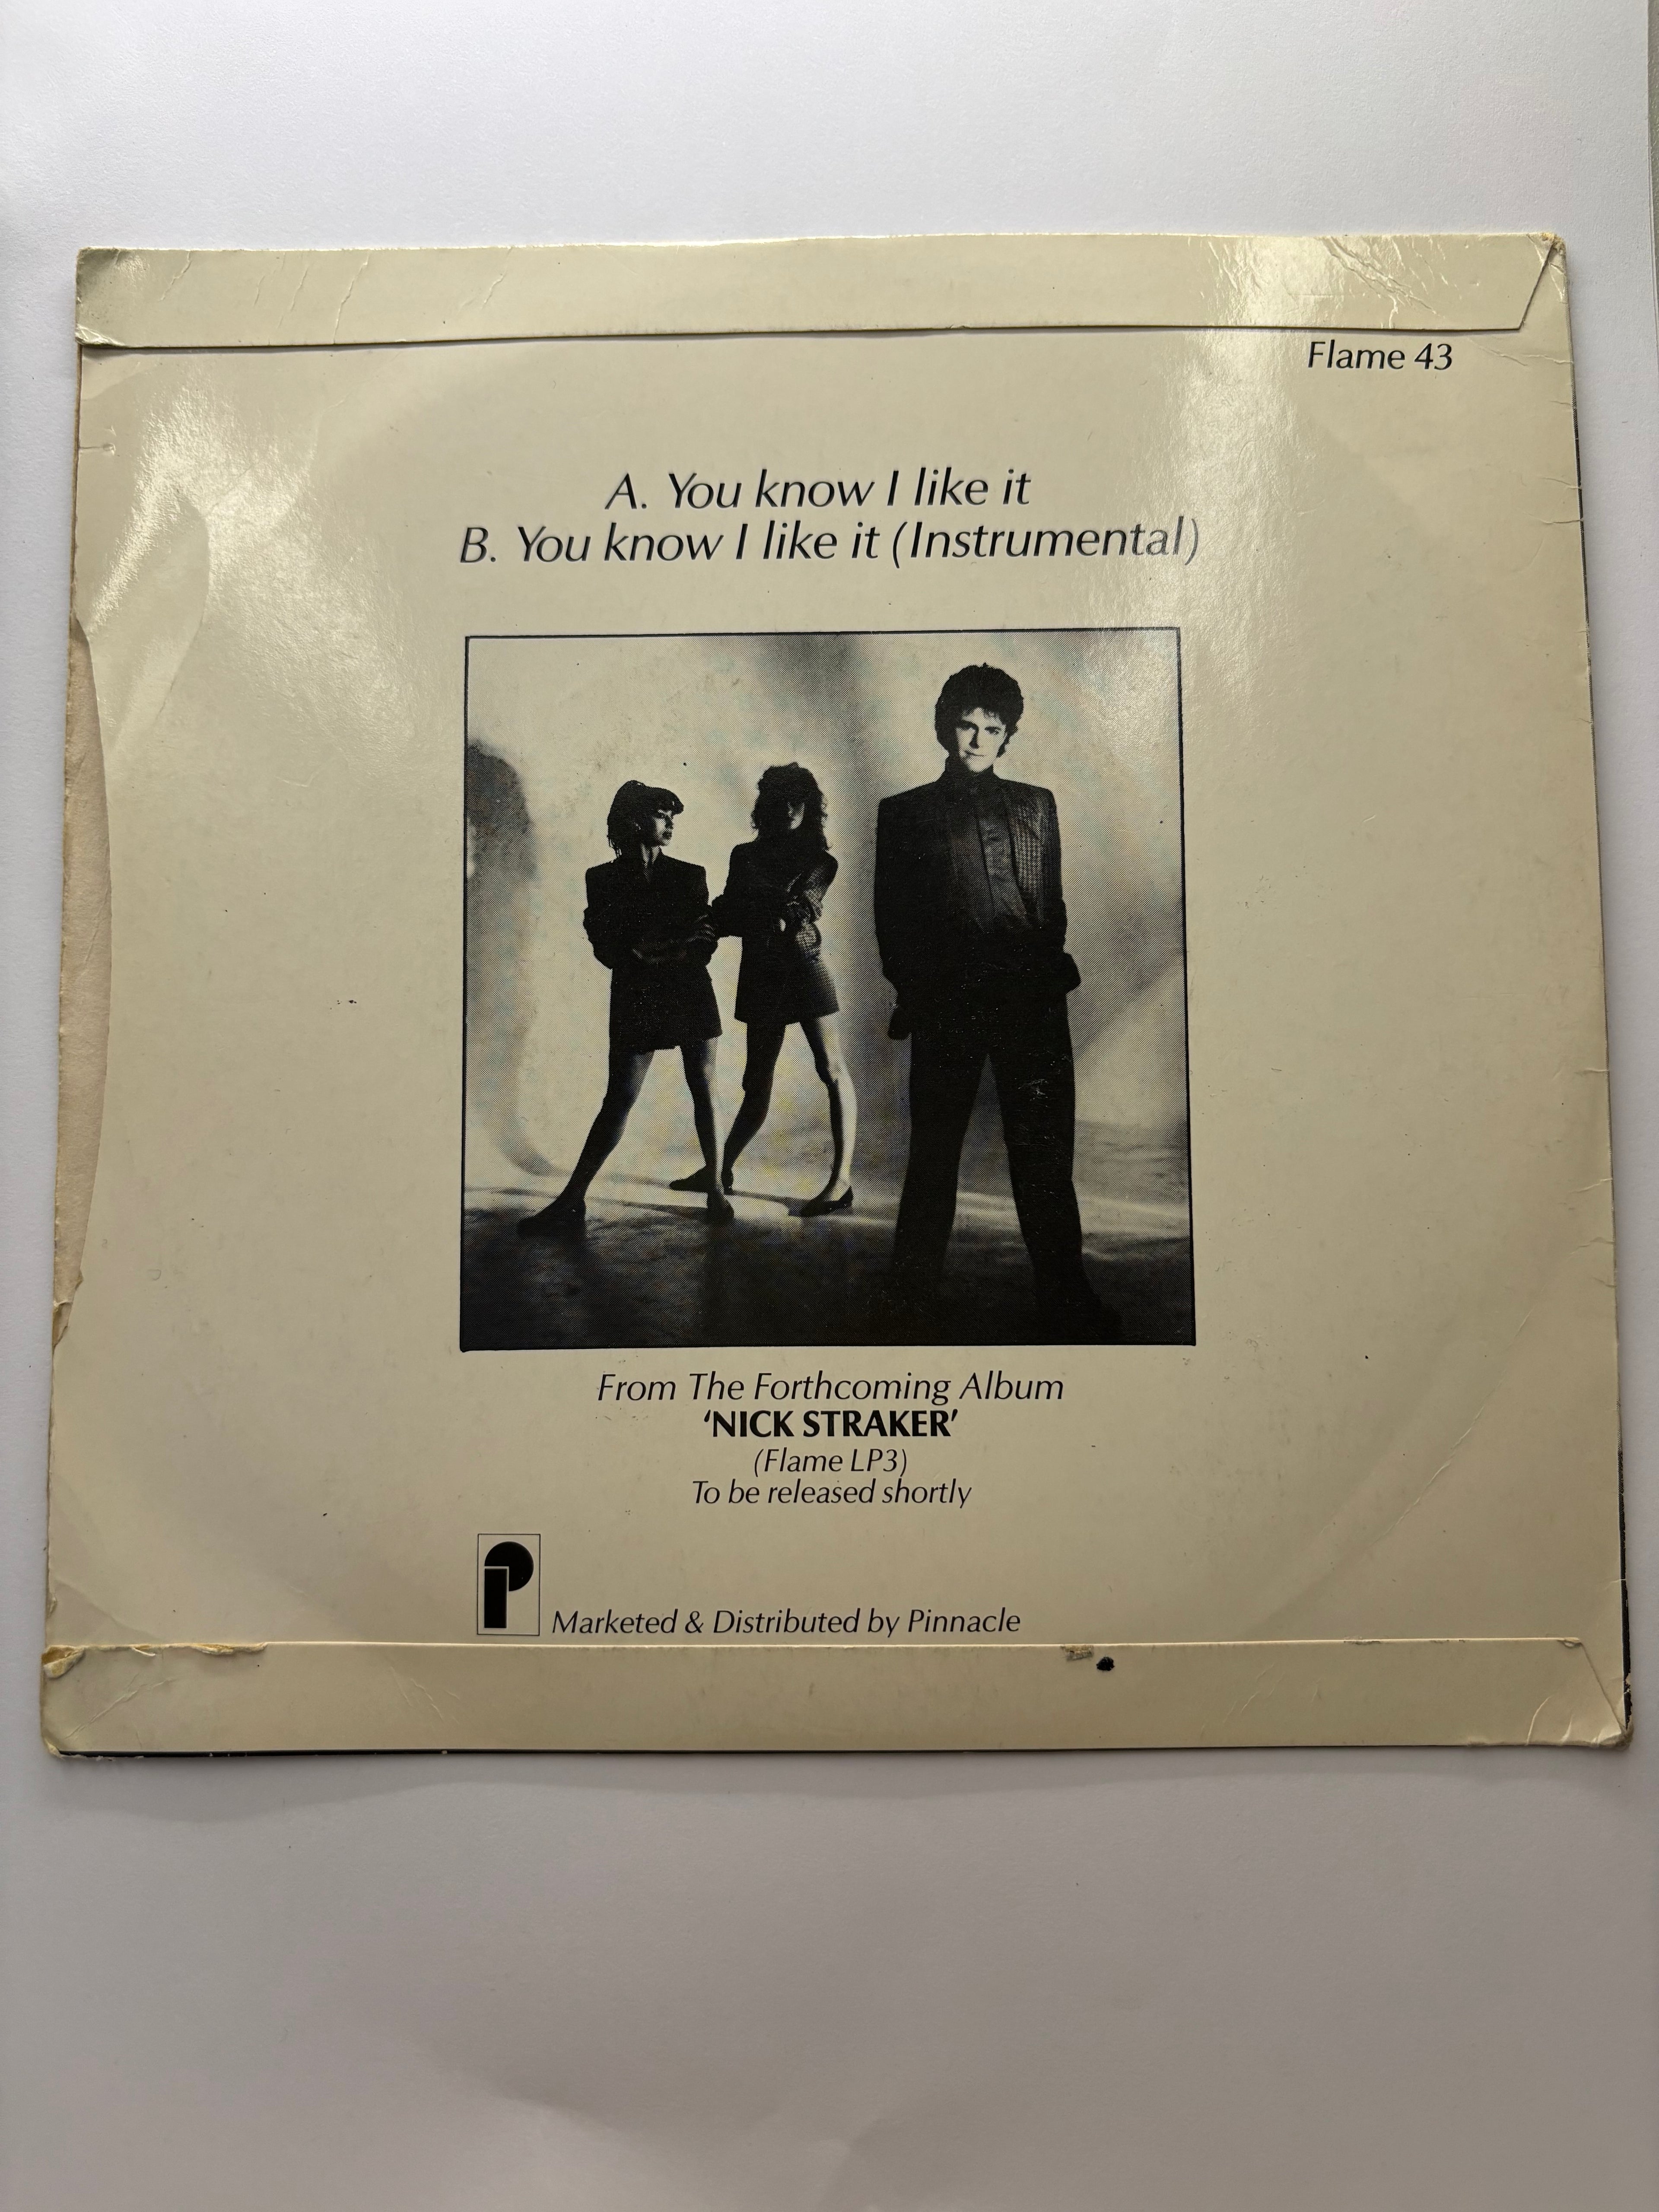 Flame 43
A. You know I like it
B. You know I like it (Instrumental)
From The Forthcoming Album
‘NICK STRAKER’
(Flame LP3)
To be released shortly
Marketed & Distributed by Pinnacle